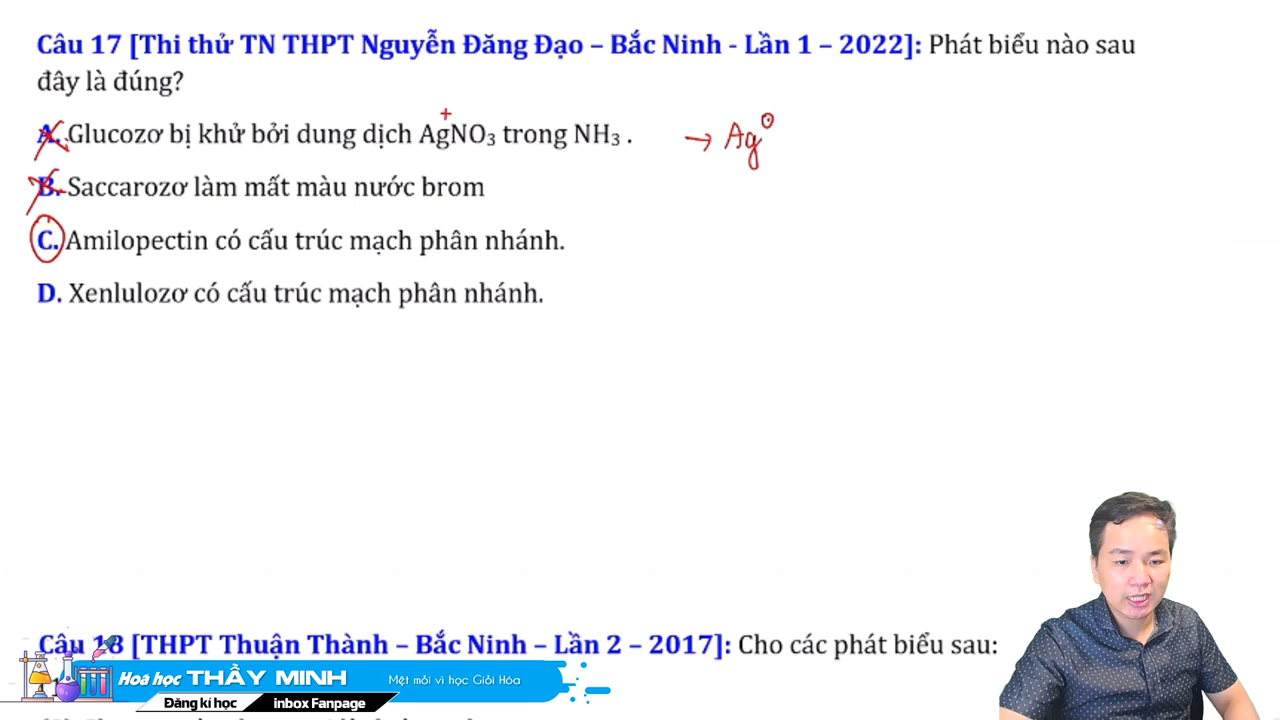 Câu 17 [Thi thử TN THPT Nguyễn Đăng Đạo – Bắc Ninh - Lần 1 – 2022]: Phát biểu nào sau
đây là đúng?
+
A. Glucozơ bị khử bởi dung dịch AgNO₃ trong NH₃ . → Ag⁰
B. Saccarozơ làm mất màu nước brom
C. Amilopectin có cấu trúc mạch phân nhánh.
D. Xenlulozơ có cấu trúc mạch phân nhánh.
Câu 18 [THPT Thuận Thành – Bắc Ninh – Lần 2 – 2017]: Cho các phát biểu sau:
Hoa học THẦY MINH Mệt mỏi vì học Giỏi Hóa
Đăng kí học inbox Fanpage